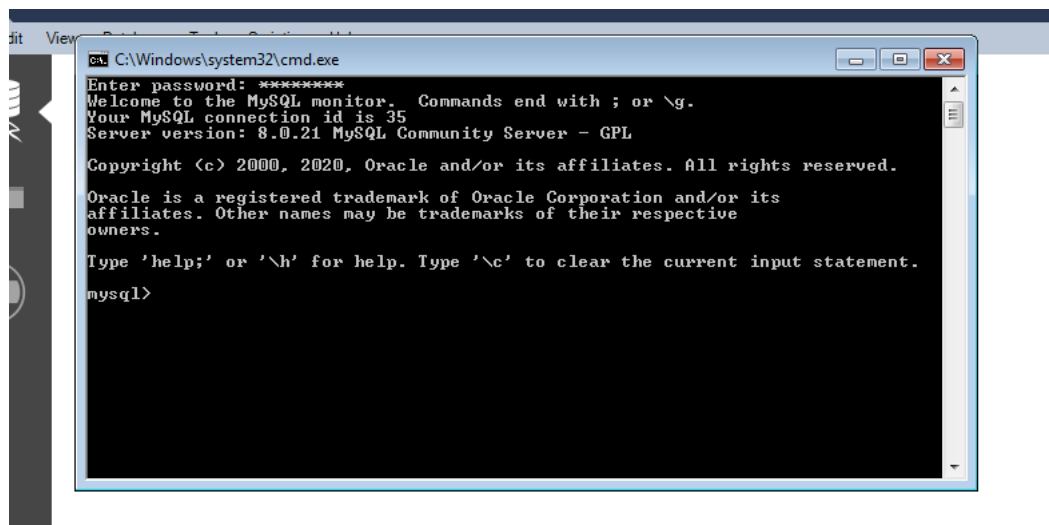 View
C:\Windows\system32\cmd.exe
Enter password: ********
Welcome to the MySQL monitor.  Commands end with ; or \g.
Your MySQL connection id is 35
Server version: 8.0.21 MySQL Community Server - GPL
Copyright (c) 2000, 2020, Oracle and/or its affiliates. All rights reserved.
Oracle is a registered trademark of Oracle Corporation and/or its
affiliates. Other names may be trademarks of their respective
owners.
Type 'help;' or '\h' for help. Type '\c' to clear the current input statement.
mysql>